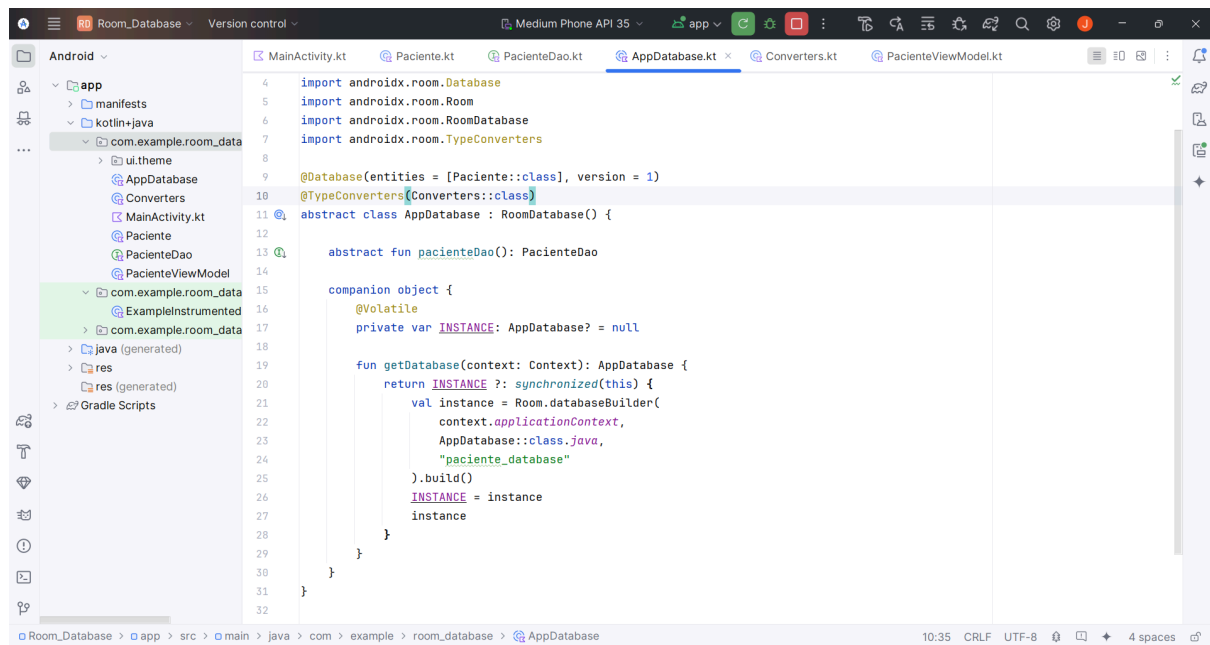 RD Room_Database Version control Medium Phone API 35 app J
Android
MainActivity.kt Paciente.kt PacienteDao.kt AppDatabase.kt Converters.kt PacienteViewModel.kt
app
manifests
kotlin+java
com.example.room_data
ui.theme
AppDatabase
Converters
MainActivity.kt
Paciente
PacienteDao
PacienteViewModel
com.example.room_data
ExampleInstrumented
com.example.room_data
java (generated)
res
res (generated)
Gradle Scripts
4 import androidx.room.Database
5 import androidx.room.Room
6 import androidx.room.RoomDatabase
7 import androidx.room.TypeConverters
8
9 @Database(entities = [Paciente::class], version = 1)
10 @TypeConverters(Converters::class)
11 abstract class AppDatabase : RoomDatabase() {
12
13 abstract fun pacienteDao(): PacienteDao
14
15 companion object {
16 @Volatile
17 private var INSTANCE: AppDatabase? = null
18
19 fun getDatabase(context: Context): AppDatabase {
20 return INSTANCE ?: synchronized(this) {
21 val instance = Room.databaseBuilder(
22 context.applicationContext,
23 AppDatabase::class.java,
24 "paciente_database"
25 ).build()
26 INSTANCE = instance
27 instance
28 }
29 }
30 }
31 }
32
Room_Database > app > src > main > java > com > example > room_database > AppDatabase 10:35 CRLF UTF-8 4 spaces